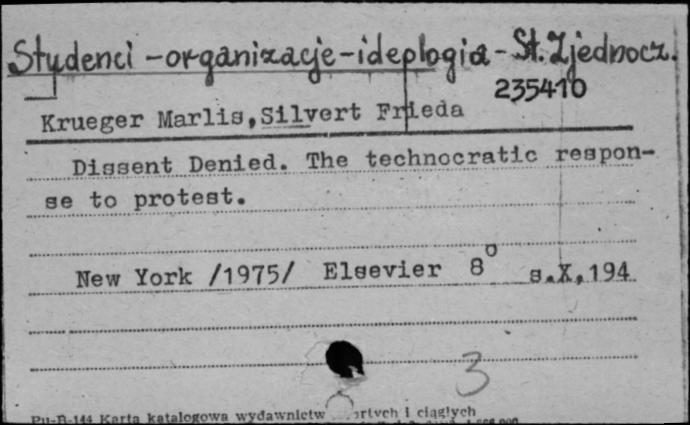 Studenci - organizacje - ideologia - St. Zjednocz.
235410
Krueger Marlis, Silvert Frieda
Dissent Denied. The technocratic respon-
se to protest.
New York /1975/ Elsevier 8° s.X,194
3
Pu-B-144 Karta katalogowa wydawnictw zwartych i ciągłych